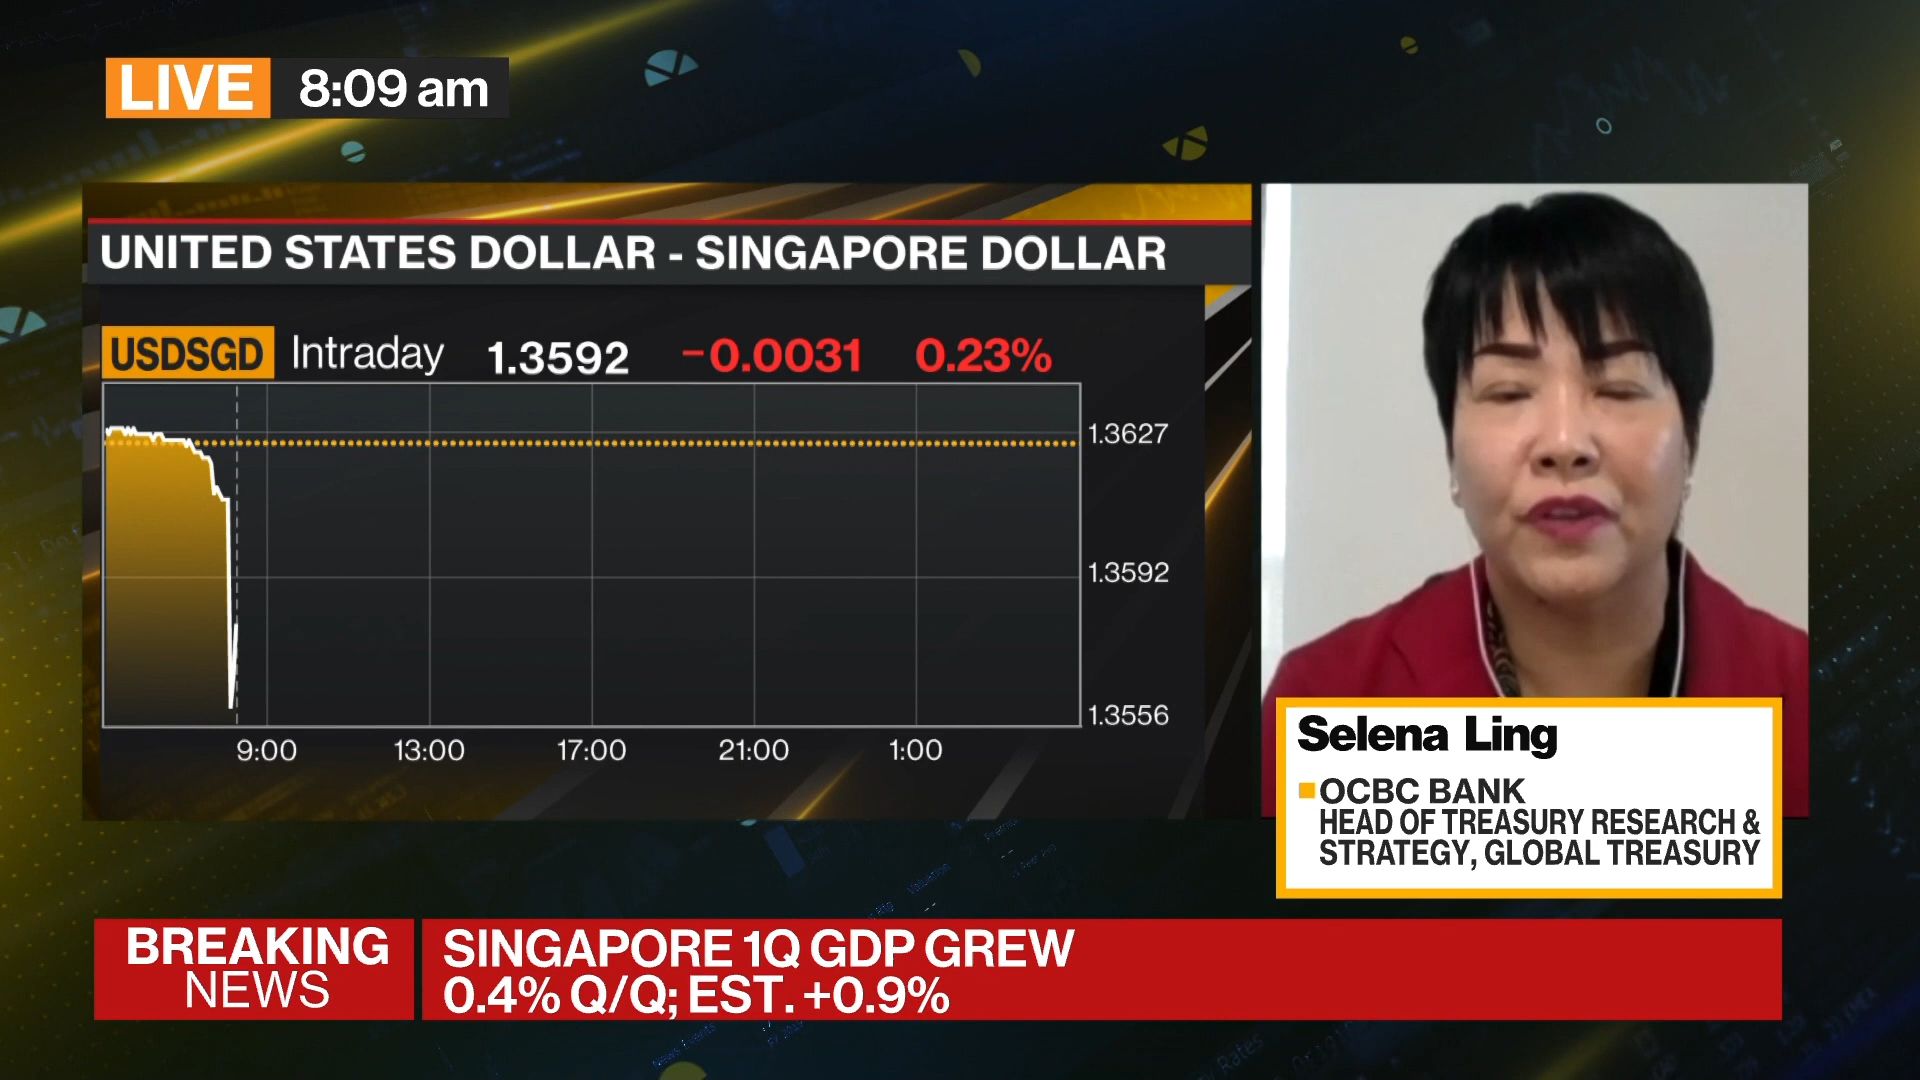 LIVE 8:09 am
UNITED STATES DOLLAR - SINGAPORE DOLLAR
USDSGD Intraday 1.3592 -0.0031 0.23%
1.3627
1.3592
1.3556
9:00 13:00 17:00 21:00 1:00
Selena Ling
OCBC BANK
HEAD OF TREASURY RESEARCH &
STRATEGY, GLOBAL TREASURY
BREAKING
NEWS
SINGAPORE 1Q GDP GREW
0.4% Q/Q; EST. +0.9%